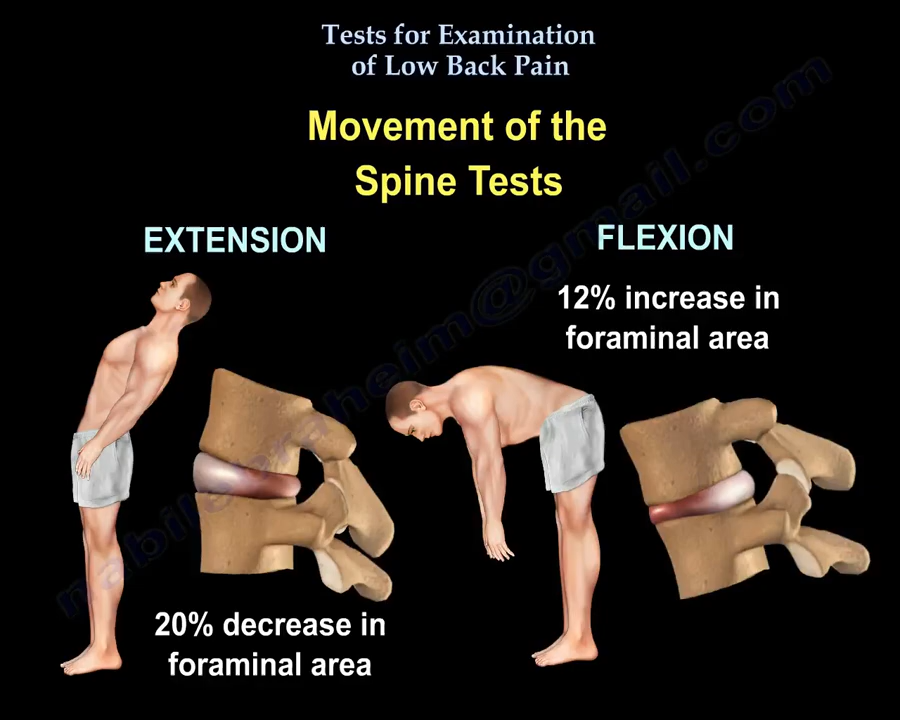 Tests for Examination
of Low Back Pain
Movement of the
Spine Tests
EXTENSION
FLEXION
12% increase in
foraminal area
20% decrease in
foraminal area